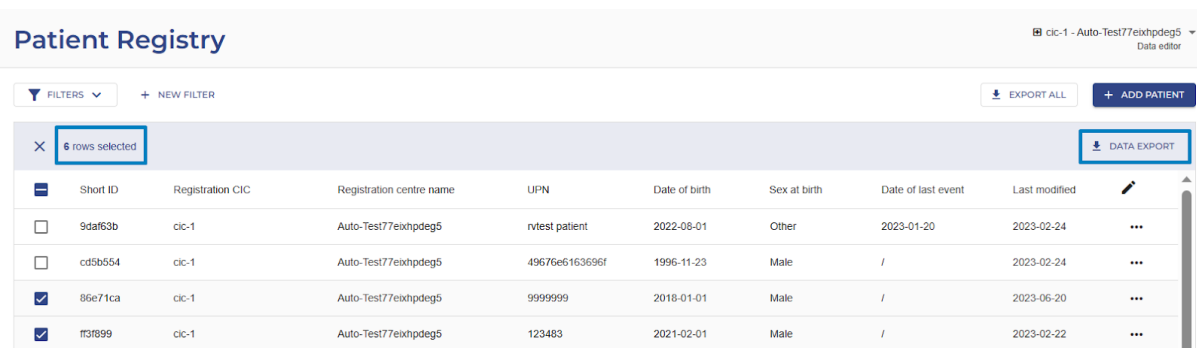 Patient Registry
cic-1 - Auto-Test77eixhpdeg5
Data editor
FILTERS + NEW FILTER EXPORT ALL + ADD PATIENT
6 rows selected DATA EXPORT
Short ID Registration CIC Registration centre name UPN Date of birth Sex at birth Date of last event Last modified
9daf63b cic-1 Auto-Test77eixhpdeg5 rvtest patient 2022-08-01 Other 2023-01-20 2023-02-24 •••
cd5b554 cic-1 Auto-Test77eixhpdeg5 49676e6163696f 1996-11-23 Male / 2023-02-24 •••
86e71ca cic-1 Auto-Test77eixhpdeg5 9999999 2018-01-01 Male / 2023-06-20 •••
ff3f899 cic-1 Auto-Test77eixhpdeg5 123483 2021-02-01 Male / 2023-02-22 •••